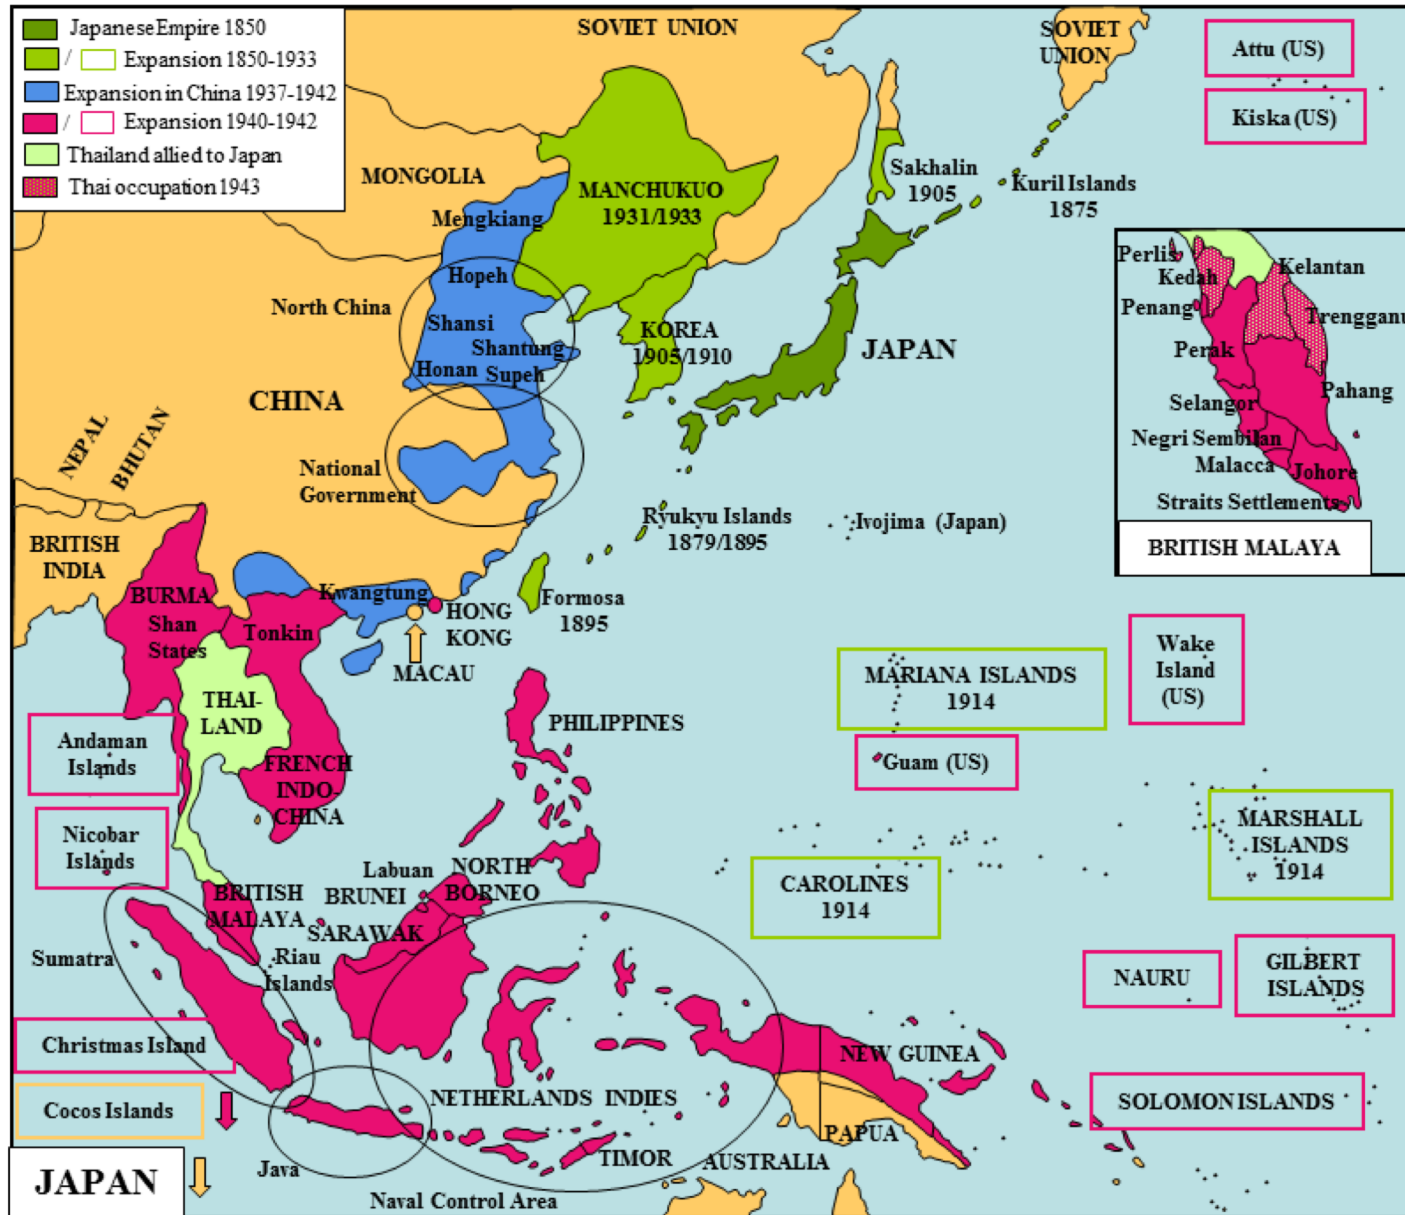 Japanese Empire 1850
/ Expansion 1850-1933
Expansion in China 1937-1942
/ Expansion 1940-1942
Thailand allied to Japan
Thai occupation 1943
SOVIET UNION
SOVIET
UNION
Attu (US)
Kiska (US)
MONGOLIA
MANCHUKUO
1931/1933
Sakhalin
1905
Kuril Islands
1875
Mengkiang
Hopeh
North China
Shansi
Shantung
Honan
Supeh
KOREA
1905/1910
JAPAN
CHINA
NEPAL
BHUTAN
National
Government
Ryukyu Islands
1879/1895
Ivojima (Japan)
Perlis
Kedah
Kelantan
Penang
Trengganu
Perak
Pahang
Selangor
Negri Sembilan
Malacca
Johore
Straits Settlements
BRITISH MALAYA
BRITISH
INDIA
BURMA
Shan
States
Tonkin
Kwangtung
HONG
KONG
MACAU
Formosa
1895
THAI-
LAND
PHILIPPINES
MARIANA ISLANDS
1914
Guam (US)
Wake
Island
(US)
Andaman
Islands
FRENCH
INDO-
CHINA
Nicobar
Islands
MARSHALL
ISLANDS
1914
CAROLINES
1914
Labuan
BRUNEI
NORTH
BORNEO
BRITISH
MALAYA
SARAWAK
Riau
Islands
Sumatra
NAURU
GILBERT
ISLANDS
Christmas Island
NEW GUINEA
Cocos Islands
NETHERLANDS INDIES
SOLOMON ISLANDS
PAPUA
TIMOR
AUSTRALIA
Java
JAPAN
Naval Control Area